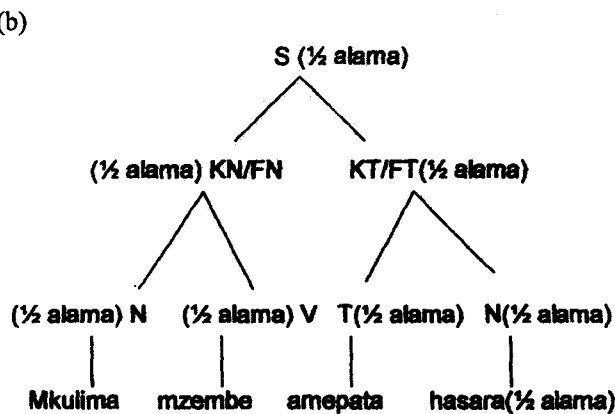 (b)
S (½ alama)
(½ alama) KN/FN KT/FT(½ alama)
(½ alama) N (½ alama) V T(½ alama) N(½ alama)
Mkulima mzembe amepata hasara(½ alama)